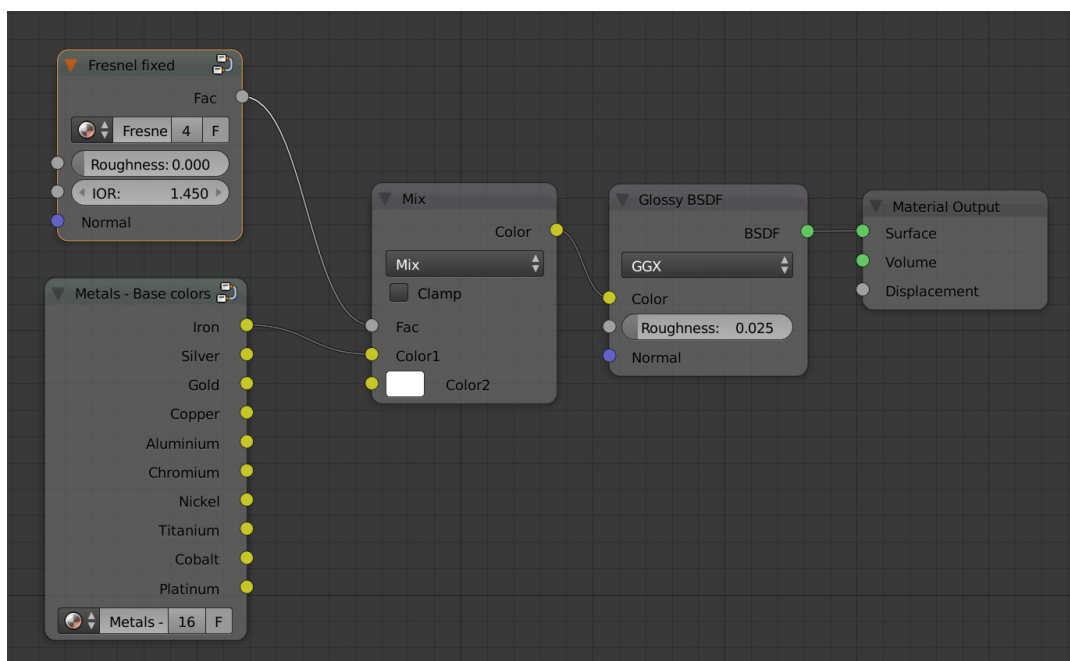 Fresnel fixed
Fac
Fresne 4 F
Roughness: 0.000
IOR: 1.450
Normal
Metals - Base colors
Iron
Silver
Gold
Copper
Aluminium
Chromium
Nickel
Titanium
Cobalt
Platinum
Metals - 16 F
Mix
Color
Mix
Clamp
Fac
Color1
Color2
Glossy BSDF
BSDF
GGX
Color
Roughness: 0.025
Normal
Material Output
Surface
Volume
Displacement